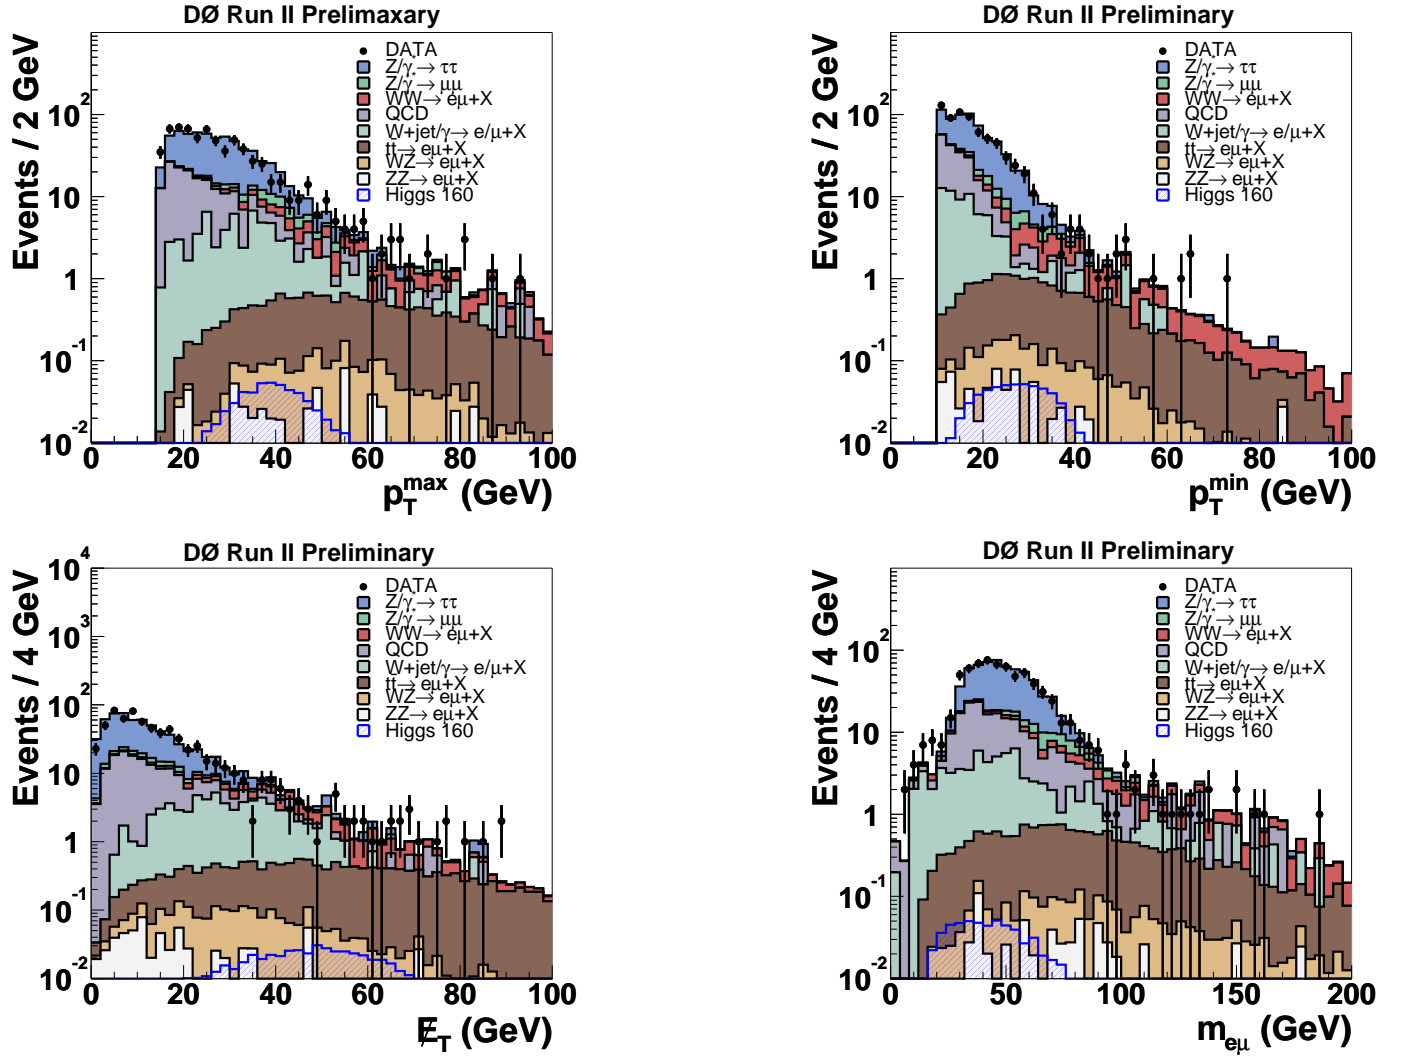 DØ Run II Prelimaxary
Events / 2 GeV
10²
10
1
10⁻¹
10⁻²
DATA
Z/γ* → ττ
Z/γ* → μμ
WW→ eμ+X
QCD
W+jet/γ→ e/μ+X
tt̄→ eμ+X
WZ→ eμ+X
ZZ→ eμ+X
Higgs 160
0 20 40 60 80 100
p_T^max (GeV)
DØ Run II Preliminary
Events / 2 GeV
10²
10
1
10⁻¹
10⁻²
DATA
Z/γ* → ττ
Z/γ* → μμ
WW→ eμ+X
QCD
W+jet/γ→ e/μ+X
tt̄→ eμ+X
WZ→ eμ+X
ZZ→ eμ+X
Higgs 160
0 20 40 60 80 100
p_T^min (GeV)
DØ Run II Preliminary
Events / 4 GeV
10⁴
10³
10²
10
1
10⁻¹
10⁻²
DATA
Z/γ* → ττ
Z/γ* → μμ
WW→ eμ+X
QCD
W+jet/γ→ e/μ+X
tt̄→ eμ+X
WZ→ eμ+X
ZZ→ eμ+X
Higgs 160
0 20 40 60 80 100
E̸_T (GeV)
DØ Run II Preliminary
Events / 4 GeV
10²
10
1
10⁻¹
10⁻²
DATA
Z/γ* → ττ
Z/γ* → μμ
WW→ eμ+X
QCD
W+jet/γ→ e/μ+X
tt̄→ eμ+X
WZ→ eμ+X
ZZ→ eμ+X
Higgs 160
0 50 100 150 200
m_eμ (GeV)